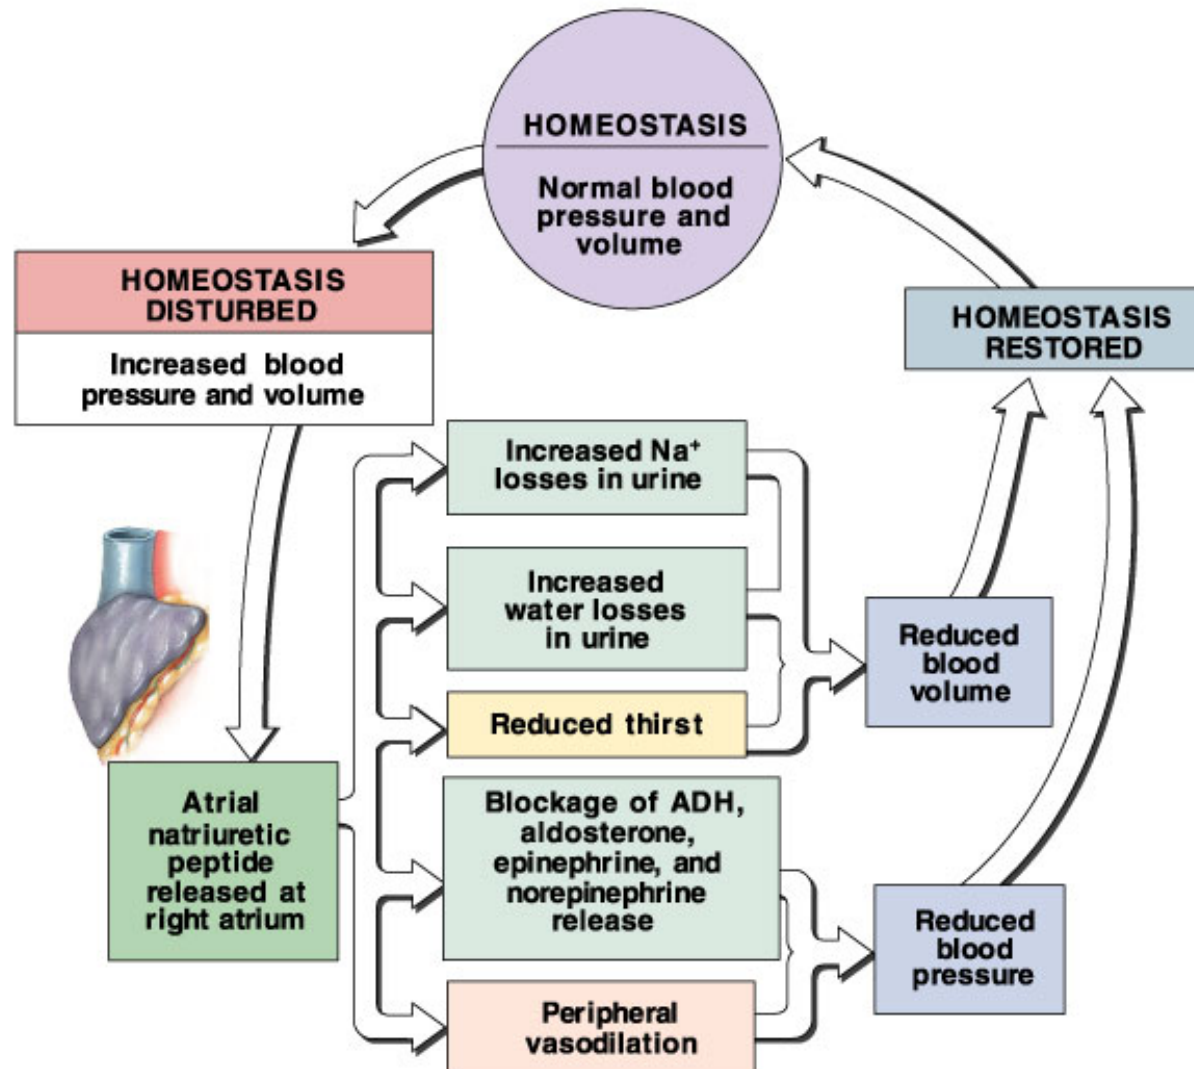 HOMEOSTASIS
Normal blood
pressure and
volume
HOMEOSTASIS
DISTURBED
Increased blood
pressure and volume
HOMEOSTASIS
RESTORED
Increased Na⁺
losses in urine
Increased
water losses
in urine
Reduced thirst
Reduced
blood
volume
Atrial
natriuretic
peptide
released at
right atrium
Blockage of ADH,
aldosterone,
epinephrine, and
norepinephrine
release
Reduced
blood
pressure
Peripheral
vasodilation